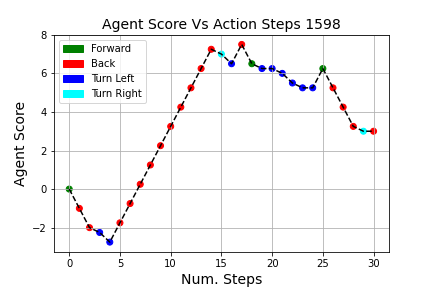 Agent Score Vs Action Steps 1598
Forward
Back
Turn Left
Turn Right
Agent Score
8
6
4
2
0
−2
0 5 10 15 20 25 30
Num. Steps